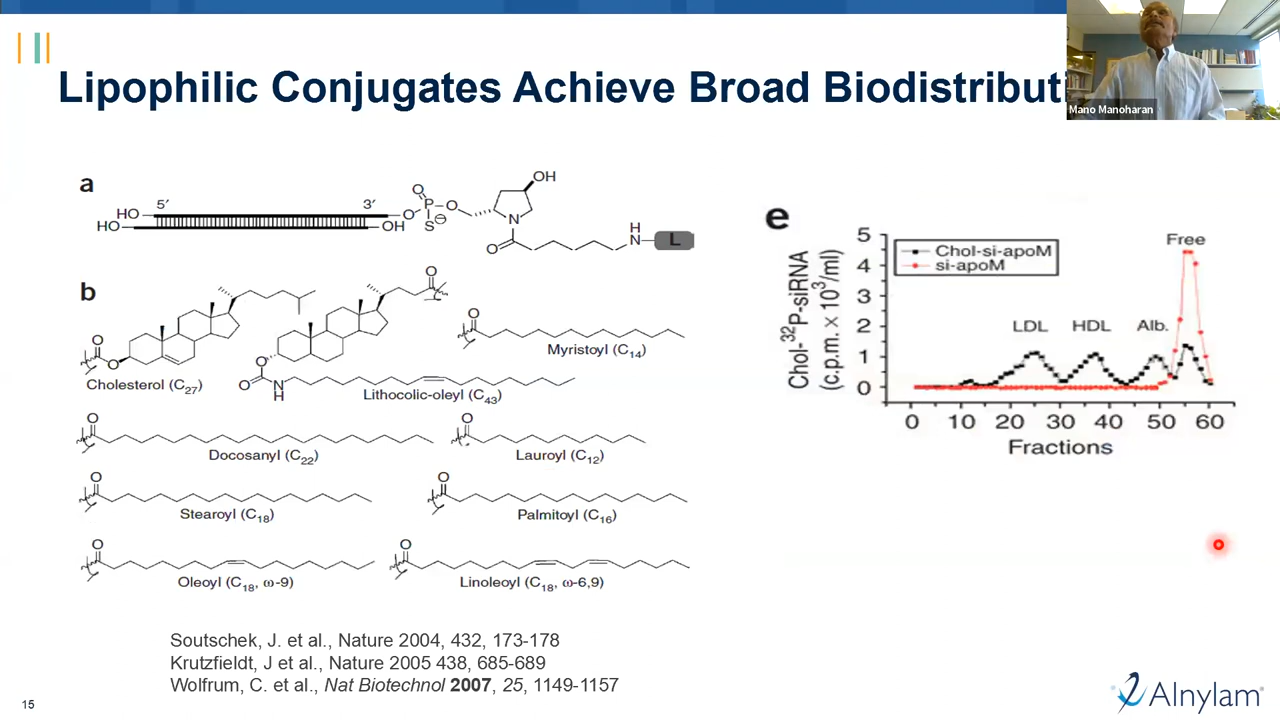 Lipophilic Conjugates Achieve Broad Biodistribut
Mano Manoharan
a
HO 5′ 3′ O P O OH
HO OH S⊖ N
O H N L
b
Cholesterol (C27)
Lithocolic-oleyl (C43)
Myristoyl (C14)
Docosanyl (C22)
Lauroyl (C12)
Stearoyl (C18)
Palmitoyl (C16)
Oleoyl (C18, ω-9)
Linoleoyl (C18, ω-6,9)
e
Chol-³²P-siRNA
(c.p.m. × 10³/ml)
5
4
3
2
1
0
Chol-si-apoM
si-apoM
Free
LDL HDL Alb.
0 10 20 30 40 50 60
Fractions
Soutschek, J. et al., Nature 2004, 432, 173-178
Krutzfieldt, J et al., Nature 2005 438, 685-689
Wolfrum, C. et al., Nat Biotechnol 2007, 25, 1149-1157
15
Alnylam